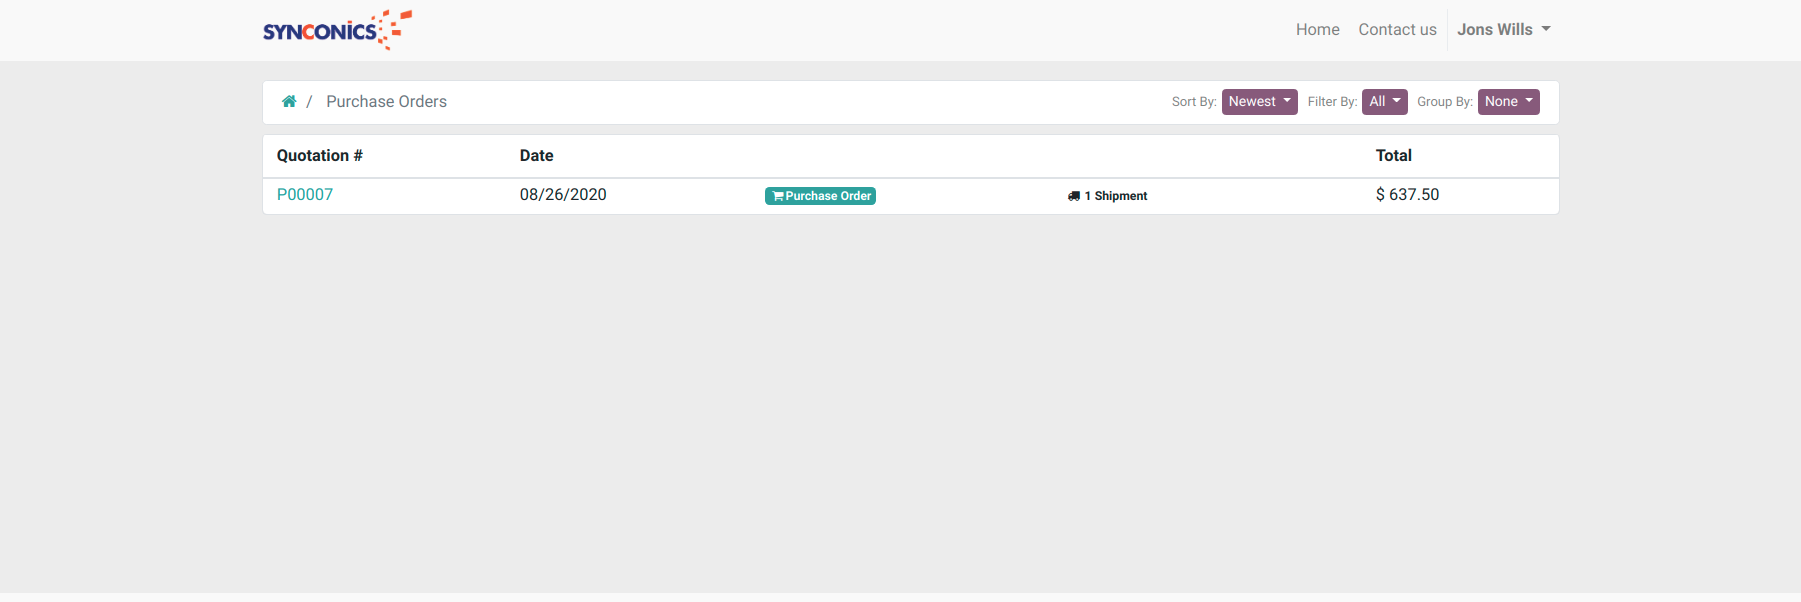 SYNCONICS Home Contact us Jons Wills
/ Purchase Orders Sort By: Newest Filter By: All Group By: None
Quotation # Date Total
P00007 08/26/2020 Purchase Order 1 Shipment $ 637.50